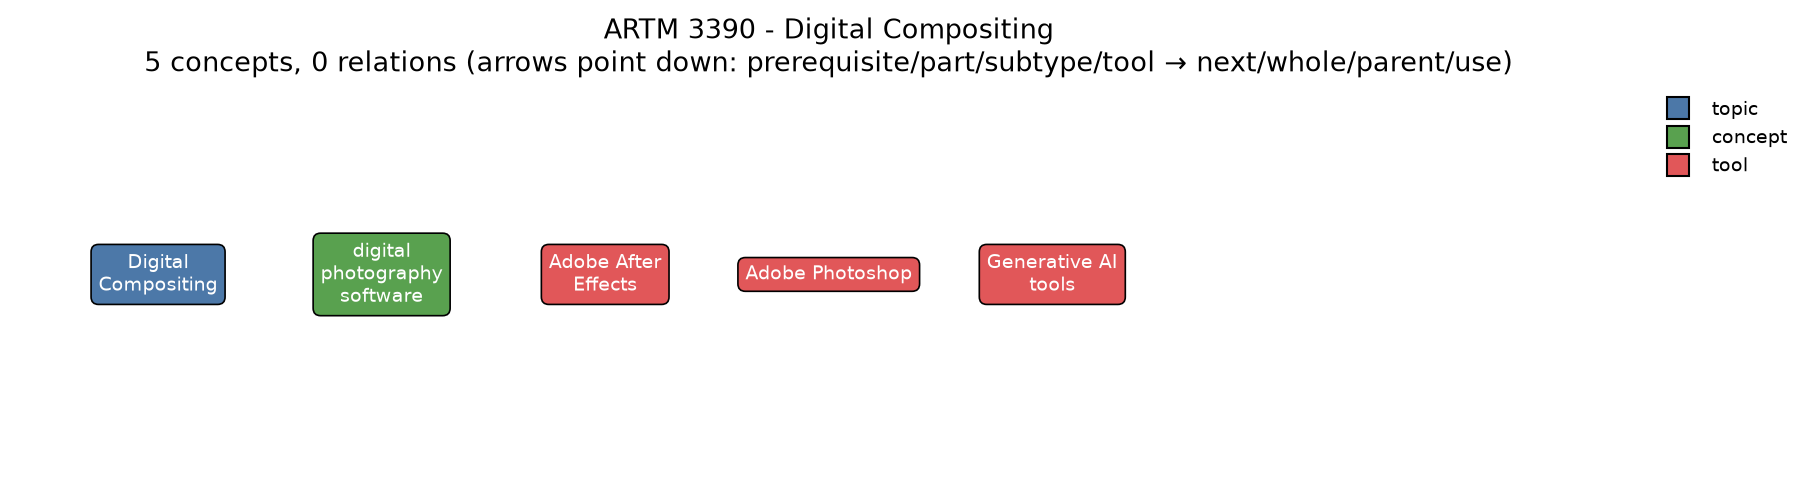 ARTM 3390 - Digital Compositing
5 concepts, 0 relations (arrows point down: prerequisite/part/subtype/tool → next/whole/parent/use)
topic
concept
tool
Digital
Compositing
digital
photography
software
Adobe After
Effects
Adobe Photoshop
Generative AI
tools